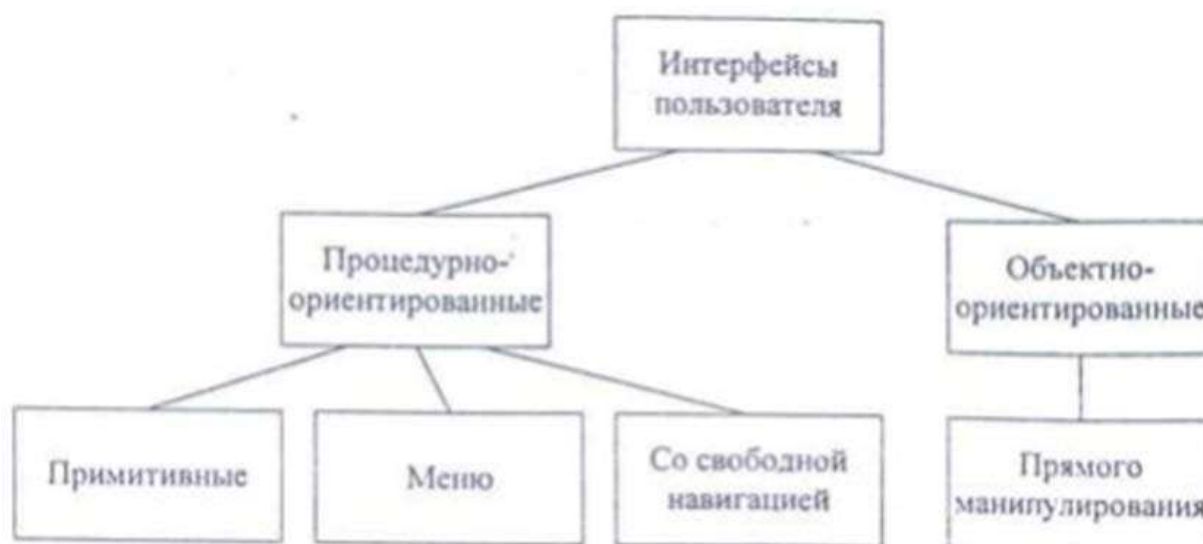 Интерфейсы
пользователя
Процедурно-
ориентированные
Объектно-
ориентированные
Примитивные
Меню
Со свободной
навигацией
Прямого
манипулирования